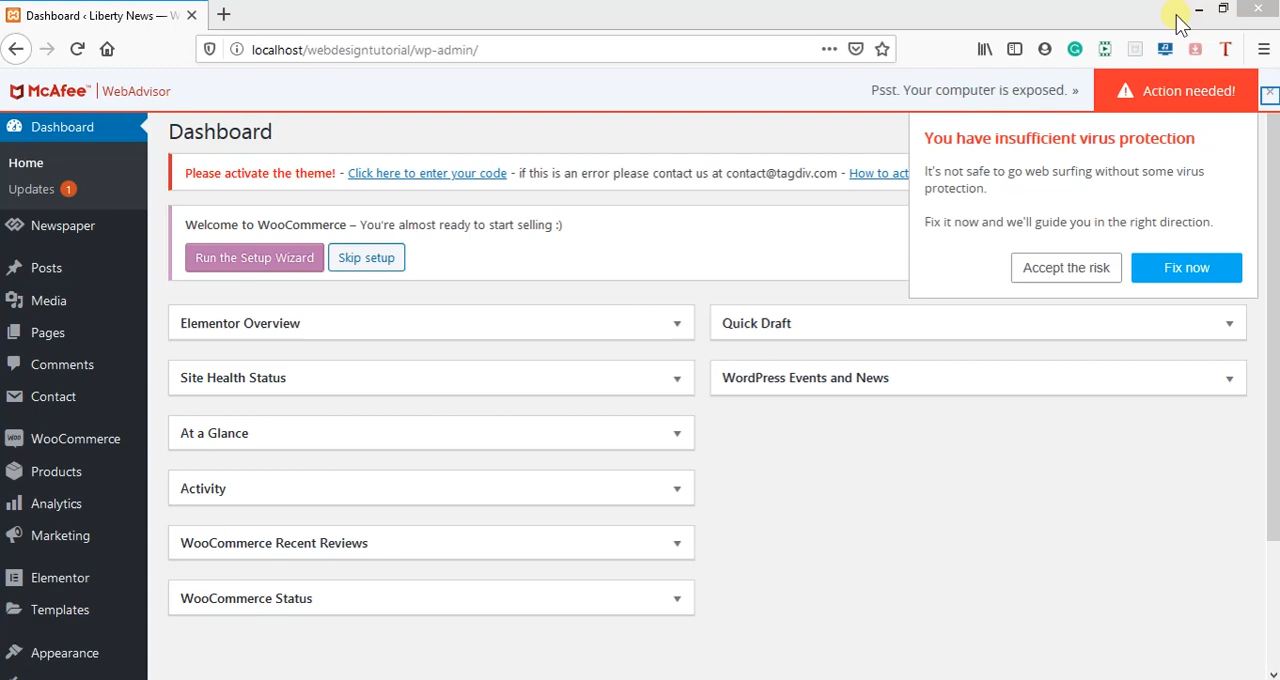 Dashboard ‹ Liberty News — W
localhost/webdesigntutorial/wp-admin/
McAfee™ | WebAdvisor
Psst. Your computer is exposed. »
Action needed!
You have insufficient virus protection
It's not safe to go web surfing without some virus
protection.
Fix it now and we'll guide you in the right direction.
Accept the risk
Fix now
Dashboard
Home
Updates 1
Newspaper
Posts
Media
Pages
Comments
Contact
WooCommerce
Products
Analytics
Marketing
Elementor
Templates
Appearance
Dashboard
Please activate the theme! - Click here to enter your code - if this is an error please contact us at contact@tagdiv.com - How to act
Welcome to WooCommerce – You're almost ready to start selling :)
Run the Setup Wizard
Skip setup
Elementor Overview
Site Health Status
At a Glance
Activity
WooCommerce Recent Reviews
WooCommerce Status
Quick Draft
WordPress Events and News